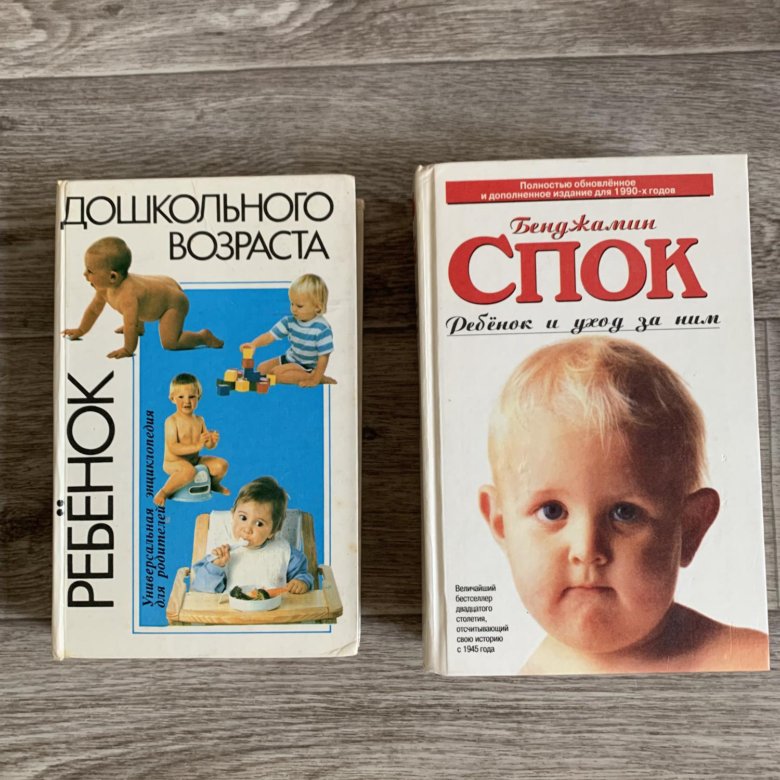 РЕБЁНОК
ДОШКОЛЬНОГО
ВОЗРАСТА
Универсальная энциклопедия
для родителей
Полностью обновлённое
и дополненное издание для 1990-х годов
Бенджамин
СПОК
Ребёнок и уход за ним
Величайший
бестселлер
двадцатого
столетия,
отсчитывающий
свою историю
с 1945 года